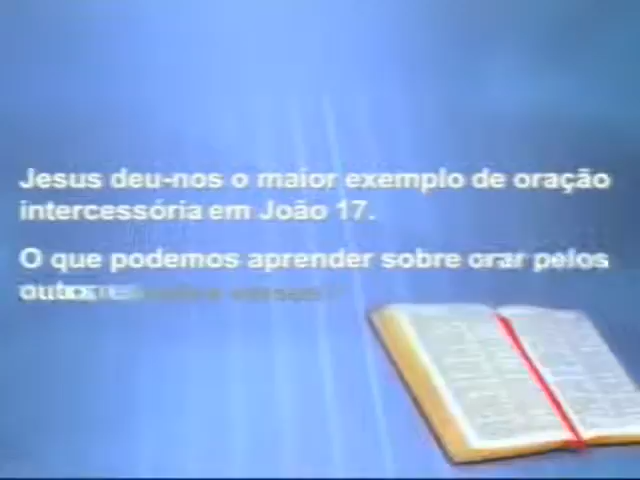 Jesus deu-nos o maior exemplo de oração
intercessória em João 17.
O que podemos aprender sobre orar pelos